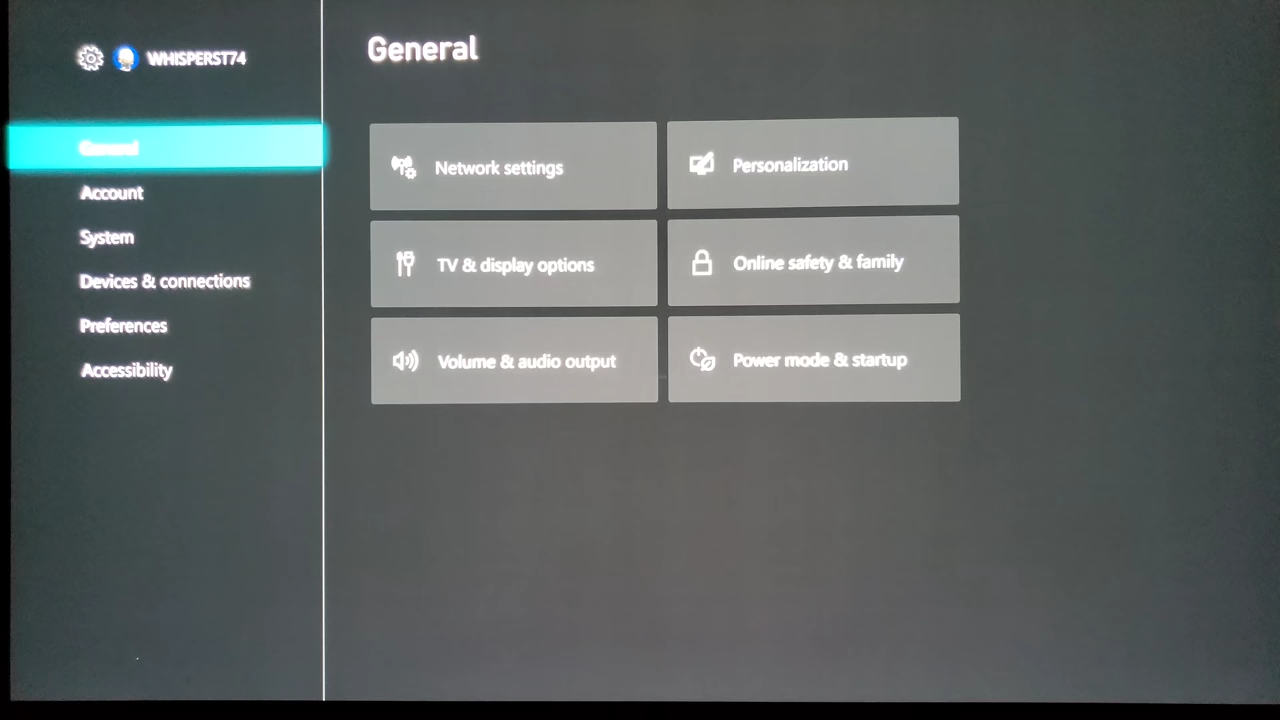 WHISPERST74
General
Account
System
Devices & connections
Preferences
Accessibility
General
Network settings
Personalization
TV & display options
Online safety & family
Volume & audio output
Power mode & startup